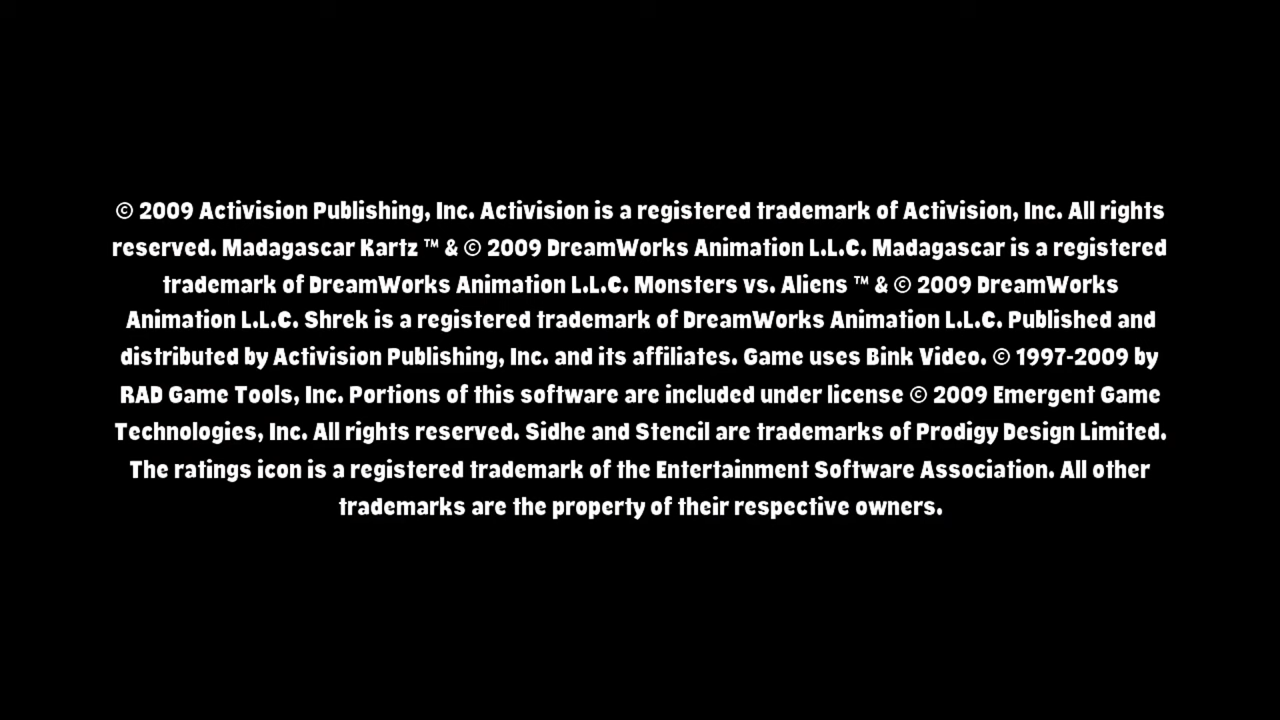 © 2009 Activision Publishing, Inc. Activision is a registered trademark of Activision, Inc. All rights
reserved. Madagascar Kartz ™ & © 2009 DreamWorks Animation L.L.C. Madagascar is a registered
trademark of DreamWorks Animation L.L.C. Monsters vs. Aliens ™ & © 2009 DreamWorks
Animation L.L.C. Shrek is a registered trademark of DreamWorks Animation L.L.C. Published and
distributed by Activision Publishing, Inc. and its affiliates. Game uses Bink Video. © 1997-2009 by
RAD Game Tools, Inc. Portions of this software are included under license © 2009 Emergent Game
Technologies, Inc. All rights reserved. Sidhe and Stencil are trademarks of Prodigy Design Limited.
The ratings icon is a registered trademark of the Entertainment Software Association. All other
trademarks are the property of their respective owners.